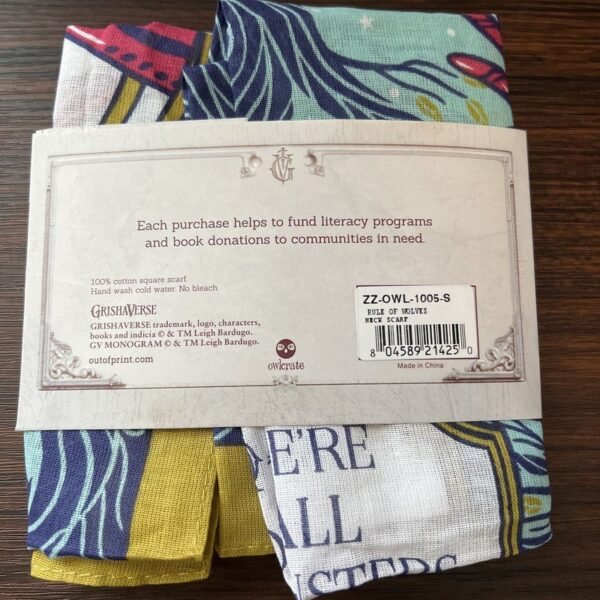 GV
Each purchase helps to fund literacy programs
and book donations to communities in need.
100% cotton square scarf.
Hand wash cold water. No bleach.
GRISHAVERSE
GRISHAVERSE trademark, logo, characters,
books and indicia © & TM Leigh Bardugo.
GV MONOGRAM © & TM Leigh Bardugo.
outofprint.com
owlcrate
ZZ-OWL-1005-S
RULE OF WOLVES
NECK SCARF
8 04589 21425 0
Made in China
E'RE
ALL
NSTERS